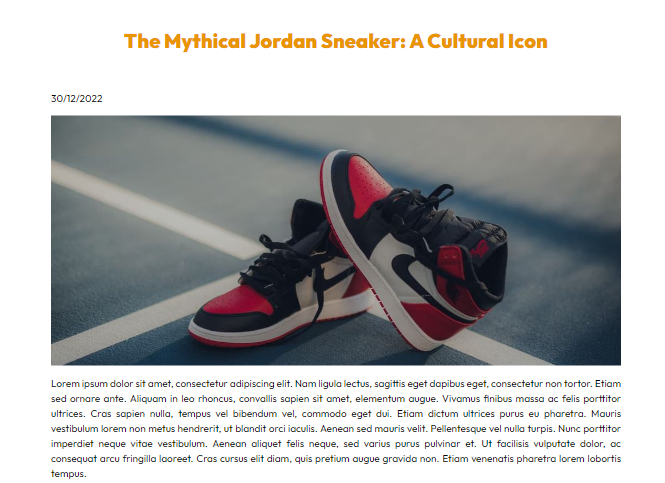 The Mythical Jordan Sneaker: A Cultural Icon
30/12/2022
Lorem ipsum dolor sit amet, consectetur adipiscing elit. Nam ligula lectus, sagittis eget dapibus eget, consectetur non tortor. Etiam
sed ornare ante. Aliquam in leo rhoncus, convallis sapien sit amet, elementum augue. Vivamus finibus massa ac felis porttitor
ultrices. Cras sapien nulla, tempus vel bibendum vel, commodo eget dui. Etiam dictum ultrices purus eu pharetra. Mauris
vestibulum lorem non metus hendrerit, ut blandit orci iaculis. Aenean sed mauris velit. Pellentesque vel nulla turpis. Nunc porttitor
imperdiet neque vitae vestibulum. Aenean aliquet felis neque, sed varius purus pulvinar et. Ut facilisis vulputate dolor, ac
consequat arcu fringilla laoreet. Cras cursus elit diam, quis pretium augue gravida non. Etiam venenatis pharetra lorem lobortis
tempus.